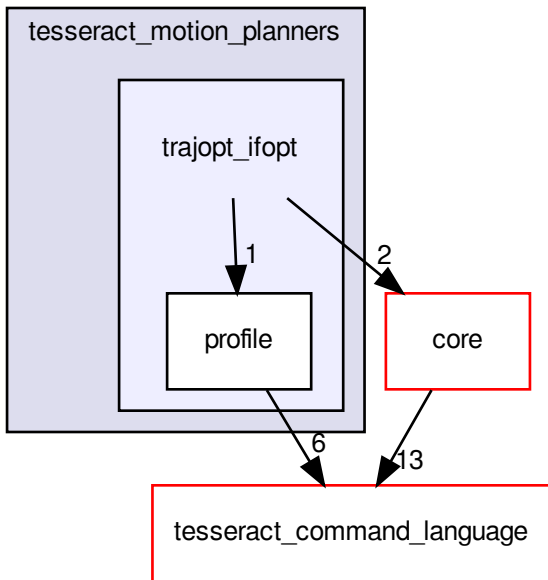 tesseract_motion_planners
trajopt_ifopt
1
2
profile
core
6
13
tesseract_command_language